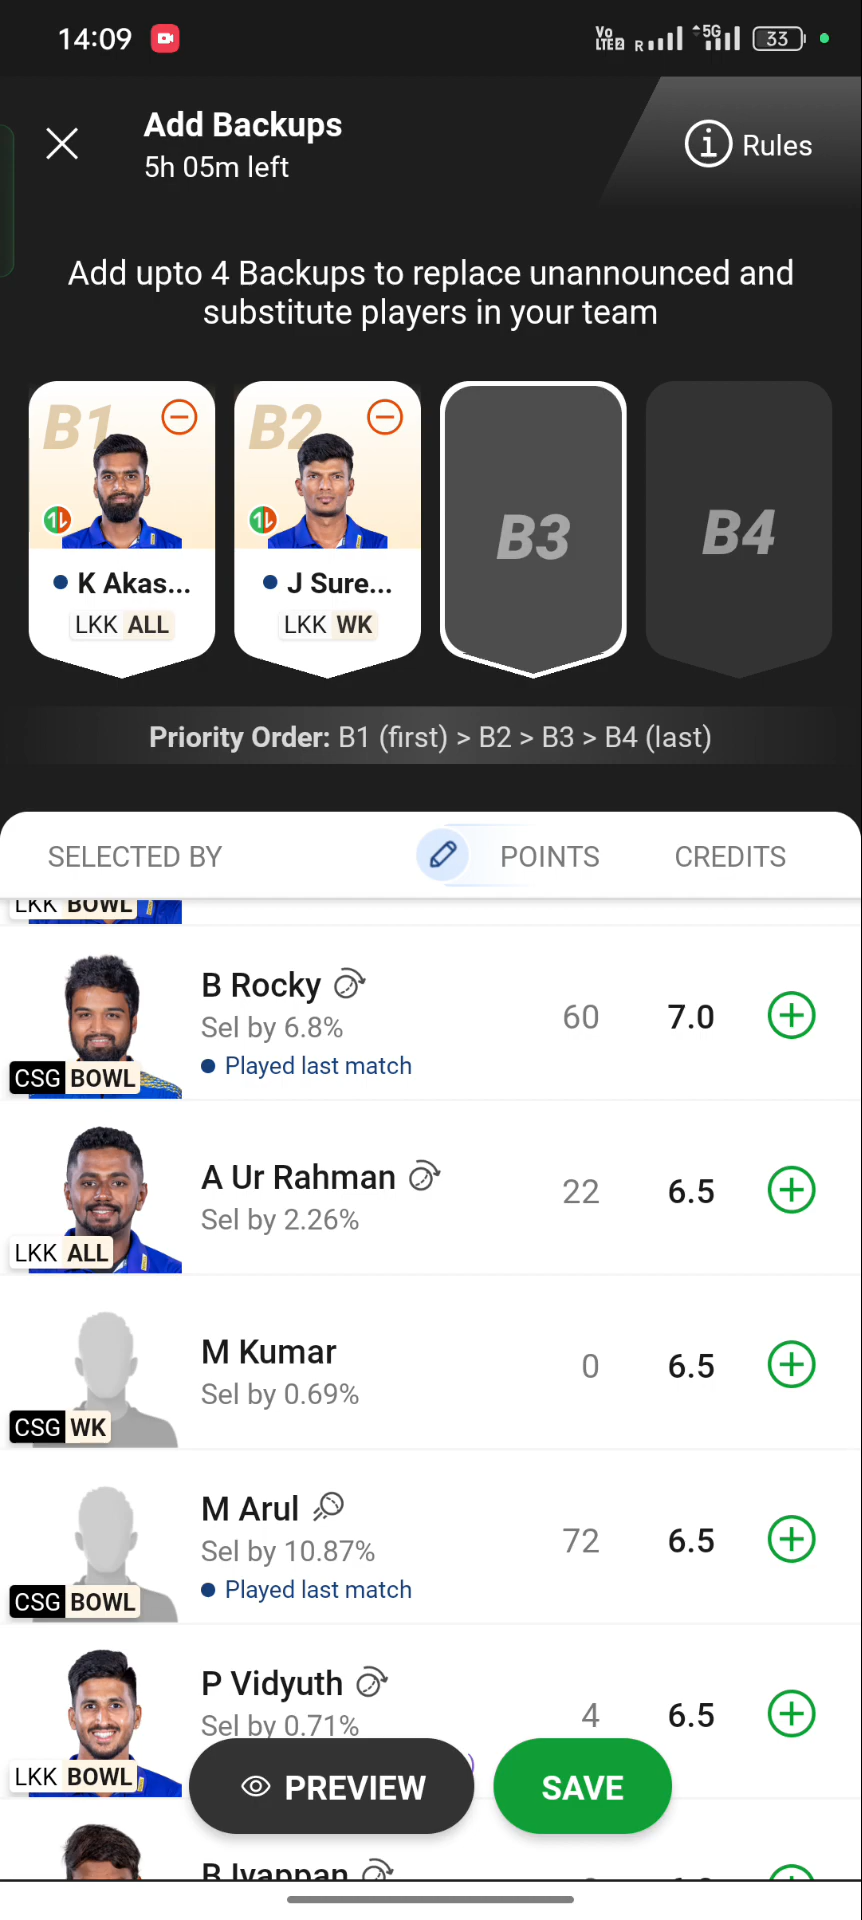 14:09
Vo LTE2 R 5G 33
Add Backups
5h 05m left
Rules
Add upto 4 Backups to replace unannounced and
substitute players in your team
B1
B2
B3
B4
K Akas...
J Sure...
LKK ALL
LKK WK
Priority Order: B1 (first) > B2 > B3 > B4 (last)
SELECTED BY POINTS CREDITS
LKK BOWL
B Rocky
Sel by 6.8%
60 7.0
Played last match
CSG BOWL
A Ur Rahman
Sel by 2.26%
22 6.5
LKK ALL
M Kumar
Sel by 0.69%
0 6.5
CSG WK
M Arul
Sel by 10.87%
72 6.5
Played last match
CSG BOWL
P Vidyuth
Sel by 0.71%
4 6.5
LKK BOWL
PREVIEW
SAVE
B Iyappan